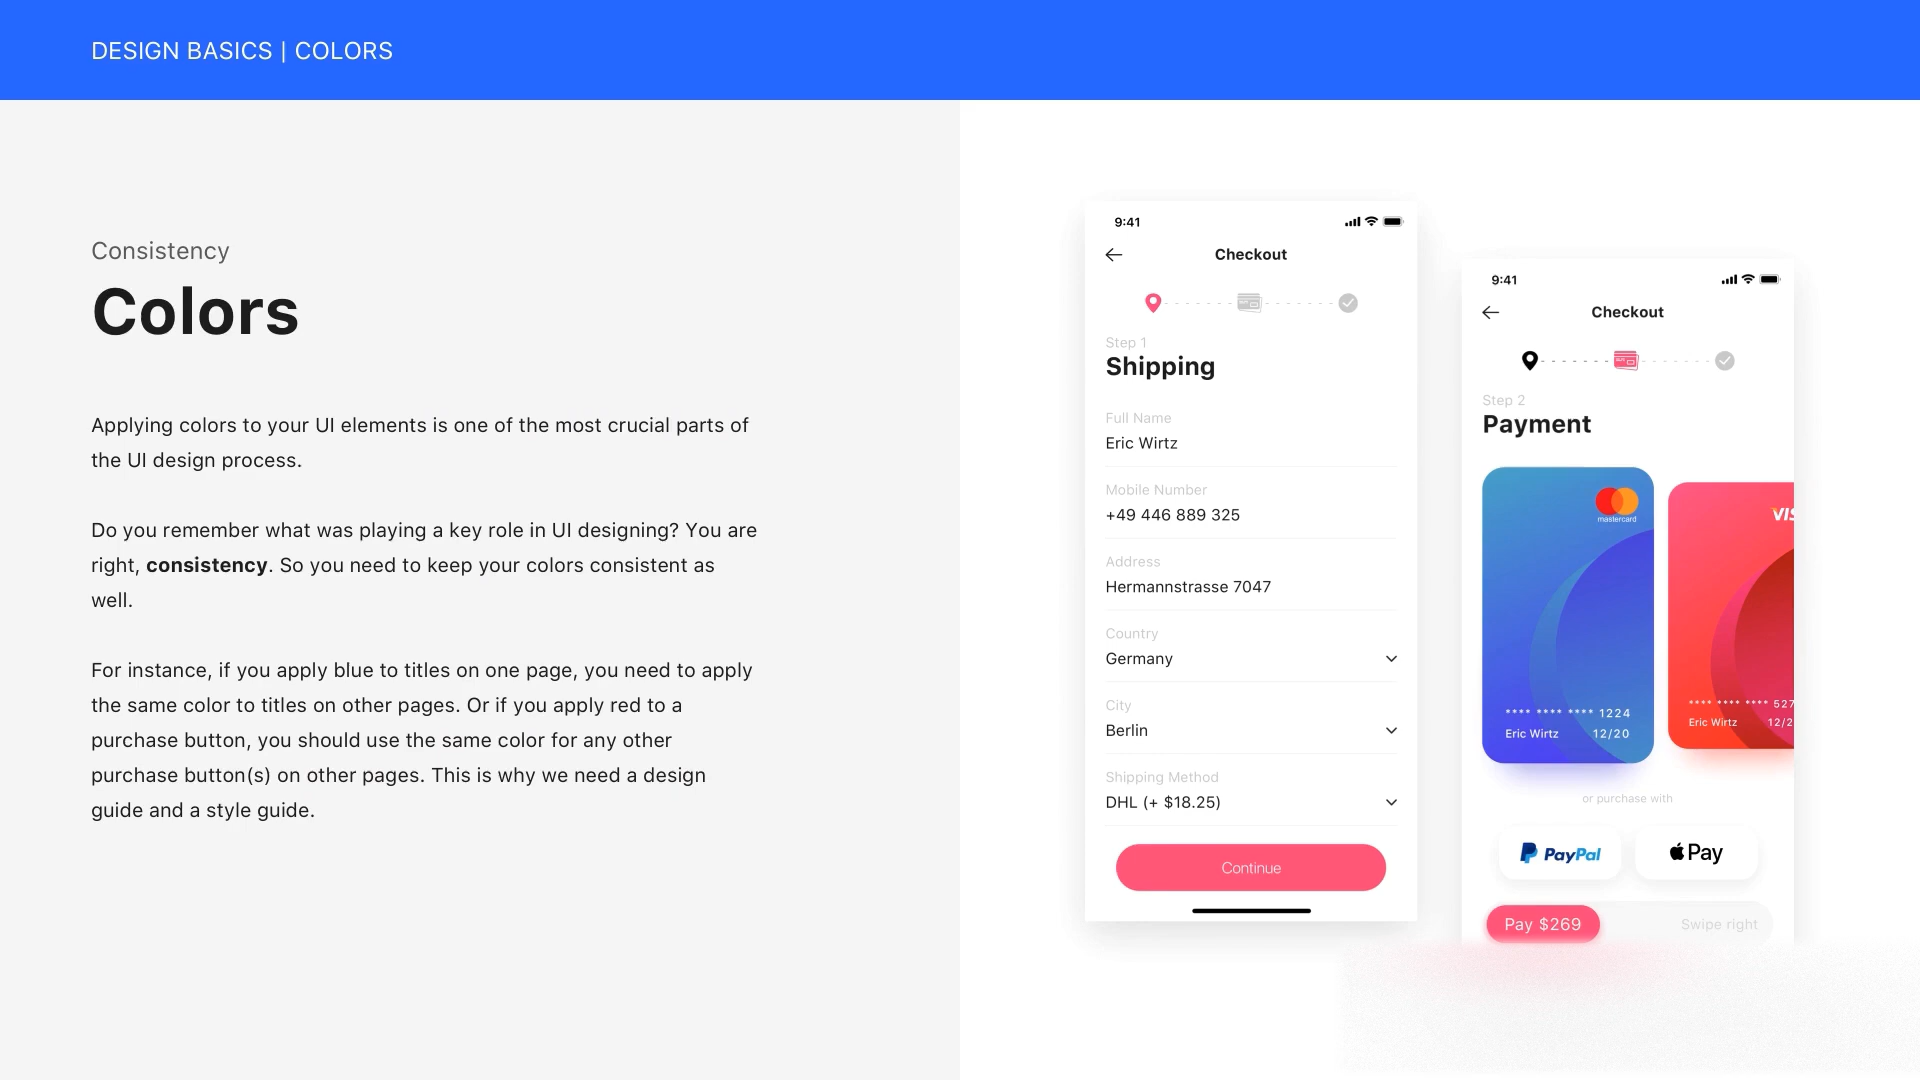 DESIGN BASICS | COLORS
Consistency
Colors
Applying colors to your UI elements is one of the most crucial parts of
the UI design process.
Do you remember what was playing a key role in UI designing? You are
right, consistency. So you need to keep your colors consistent as
well.
For instance, if you apply blue to titles on one page, you need to apply
the same color to titles on other pages. Or if you apply red to a
purchase button, you should use the same color for any other
purchase button(s) on other pages. This is why we need a design
guide and a style guide.
9:41
Checkout
Step 1
Shipping
Full Name
Eric Wirtz
Mobile Number
+49 446 889 325
Address
Hermannstrasse 7047
Country
Germany
City
Berlin
Shipping Method
DHL (+ $18.25)
Continue
9:41
Checkout
Step 2
Payment
mastercard
**** **** **** 1224
Eric Wirtz 12/20
VIS
**** **** **** 527
Eric Wirtz 12/2
or purchase with
PayPal
Pay
Pay $269
Swipe right